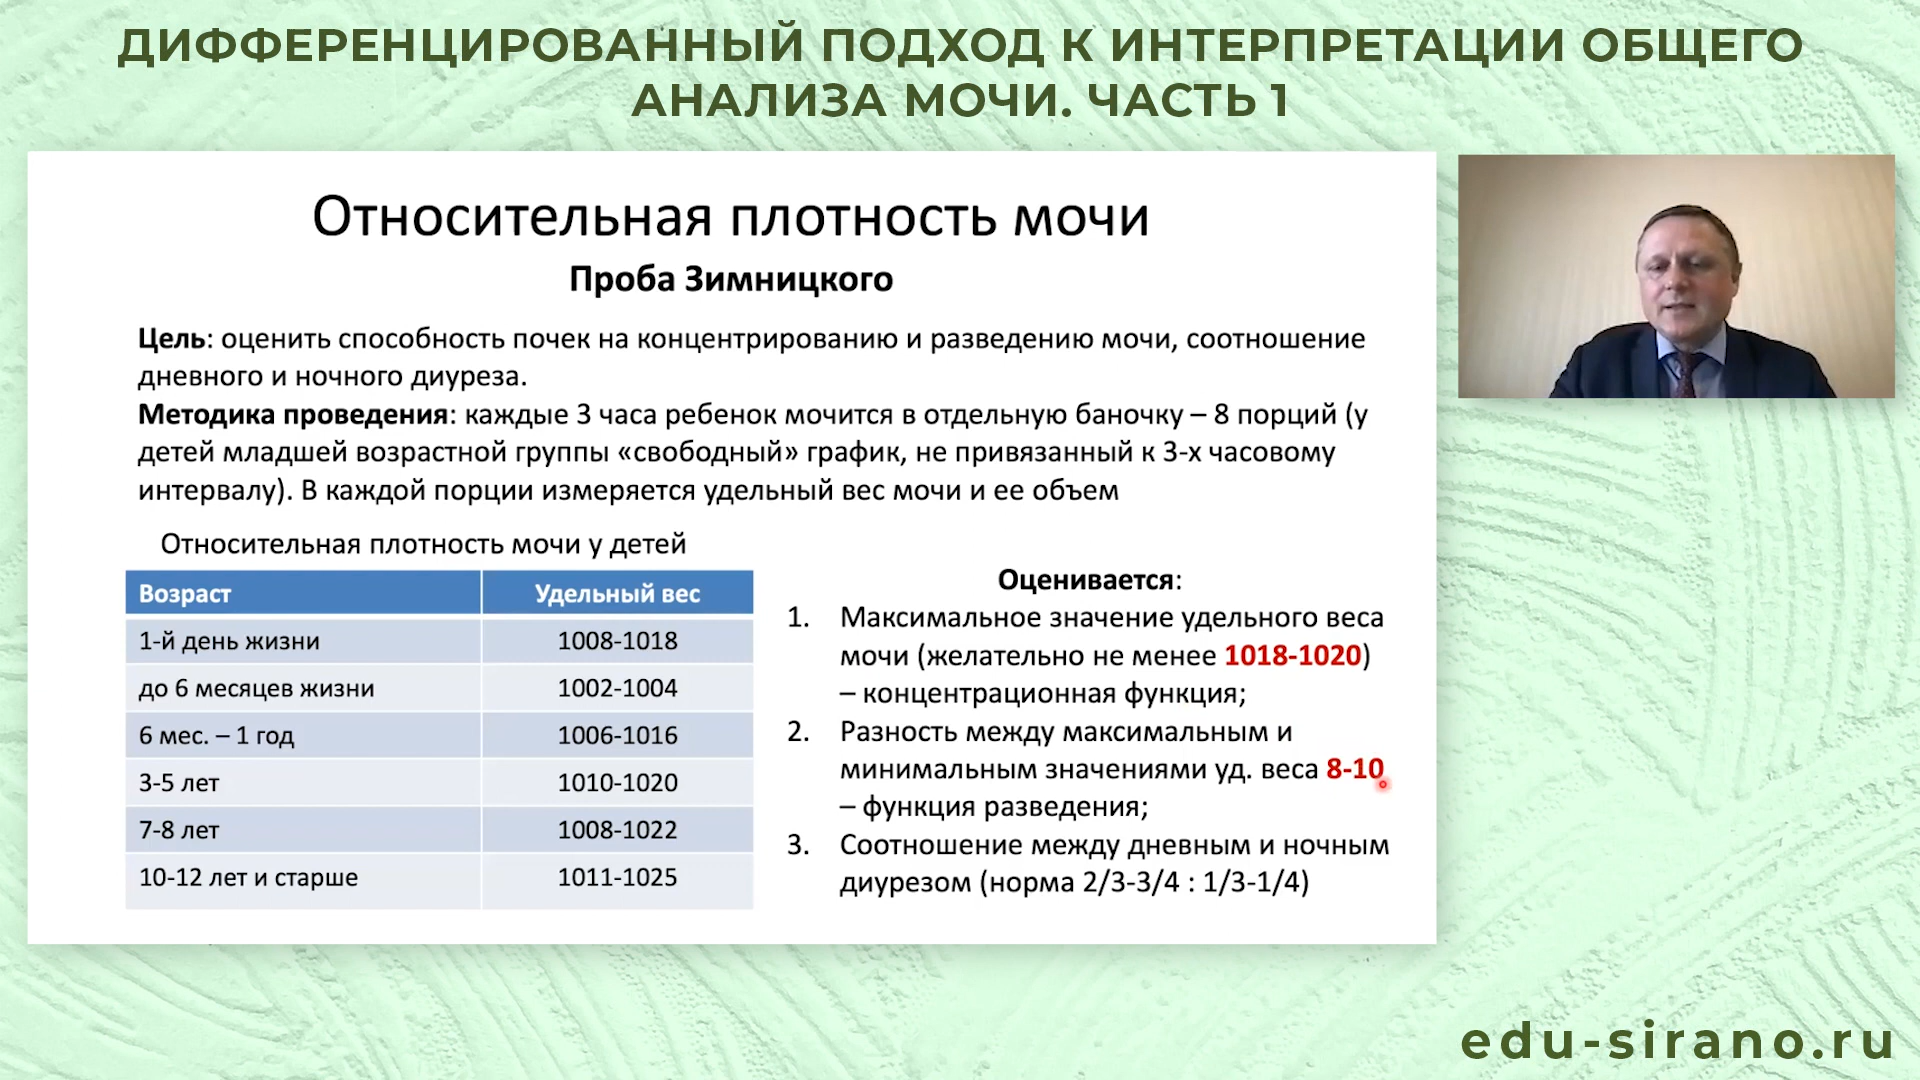 ДИФФЕРЕНЦИРОВАННЫЙ ПОДХОД К ИНТЕРПРЕТАЦИИ ОБЩЕГО
АНАЛИЗА МОЧИ. ЧАСТЬ 1
Относительная плотность мочи
Проба Зимницкого
Цель: оценить способность почек на концентрированию и разведению мочи, соотношение
дневного и ночного диуреза.
Методика проведения: каждые 3 часа ребенок мочится в отдельную баночку – 8 порций (у
детей младшей возрастной группы «свободный» график, не привязанный к 3-х часовому
интервалу). В каждой порции измеряется удельный вес мочи и ее объем
Относительная плотность мочи у детей
Возраст Удельный вес
1-й день жизни 1008-1018
до 6 месяцев жизни 1002-1004
6 мес. – 1 год 1006-1016
3-5 лет 1010-1020
7-8 лет 1008-1022
10-12 лет и старше 1011-1025
Оценивается:
1. Максимальное значение удельного веса
мочи (желательно не менее 1018-1020)
– концентрационная функция;
2. Разность между максимальным и
минимальным значениями уд. веса 8-10
– функция разведения;
3. Соотношение между дневным и ночным
диурезом (норма 2/3-3/4 : 1/3-1/4)
edu-sirano.ru